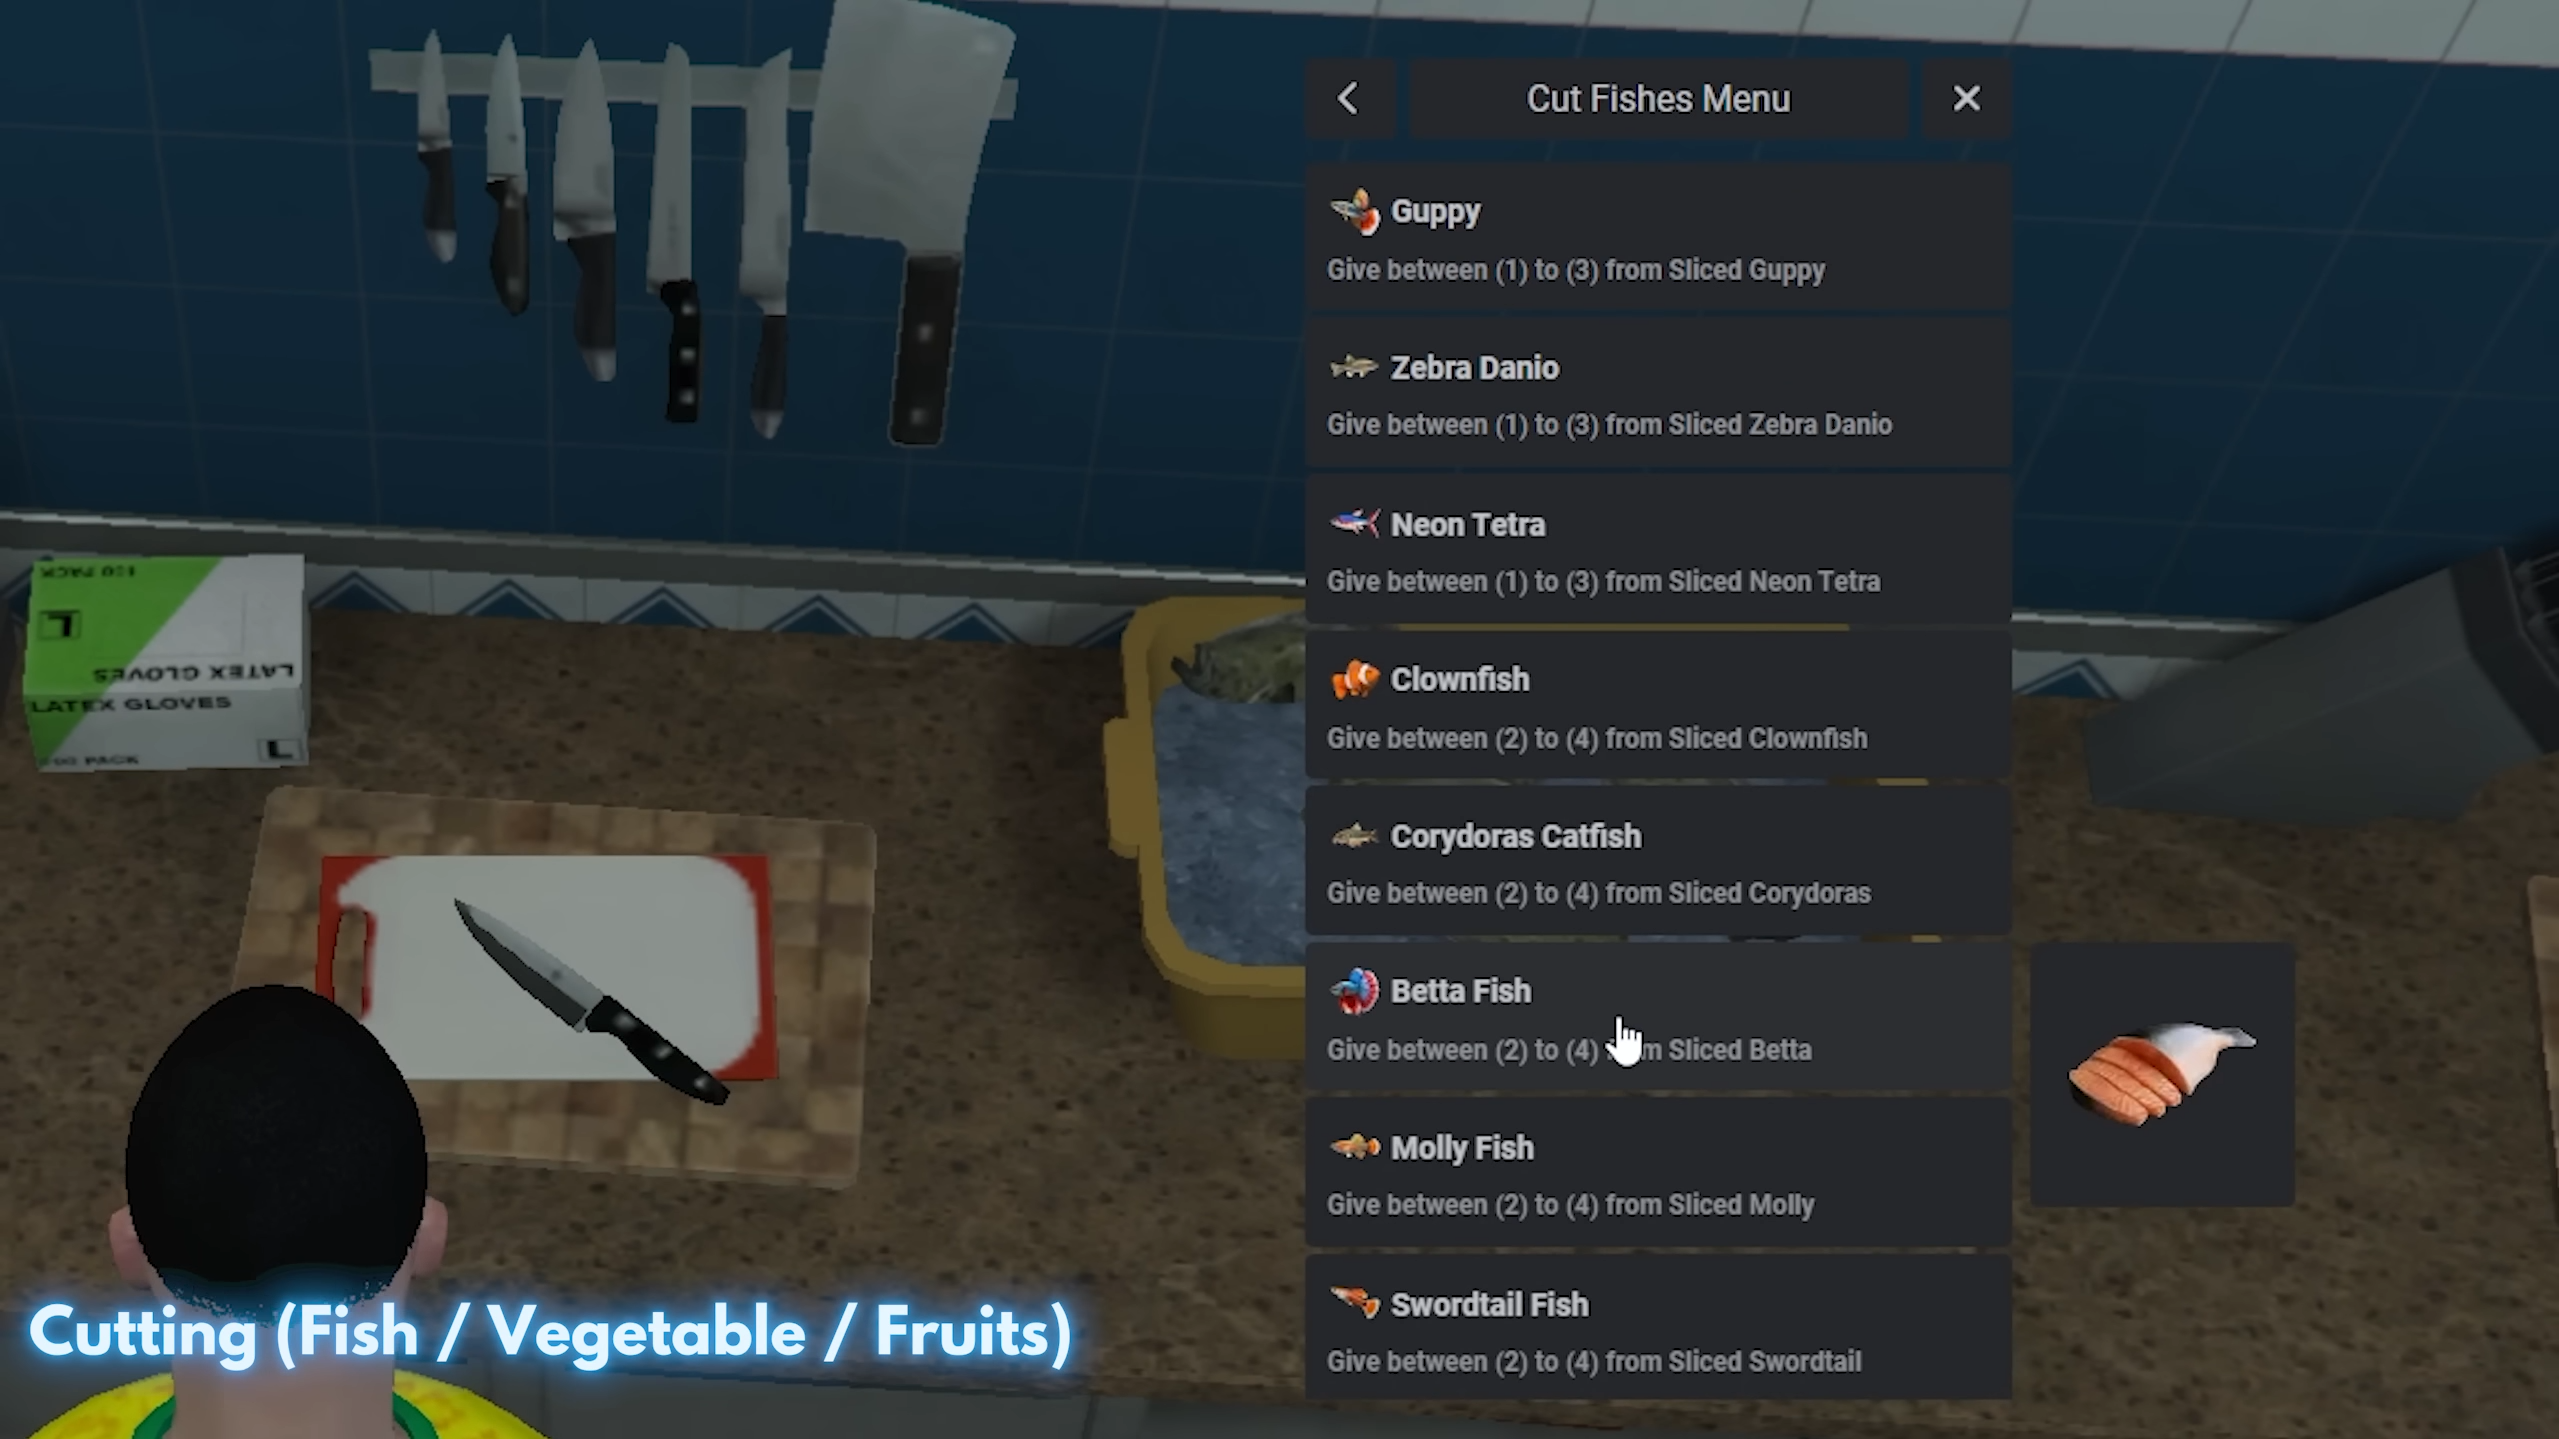 Cut Fishes Menu
Guppy
Give between (1) to (3) from Sliced Guppy
Zebra Danio
Give between (1) to (3) from Sliced Zebra Danio
Neon Tetra
Give between (1) to (3) from Sliced Neon Tetra
Clownfish
Give between (2) to (4) from Sliced Clownfish
Corydoras Catfish
Give between (2) to (4) from Sliced Corydoras
Betta Fish
Give between (2) to (4) Sliced Betta
Molly Fish
Give between (2) to (4) from Sliced Molly
Swordtail Fish
Give between (2) to (4) from Sliced Swordtail
PACK
L
LATEX GLOVES
LATEX GLOVES
L
PACK
Cutting (Fish / Vegetable / Fruits)